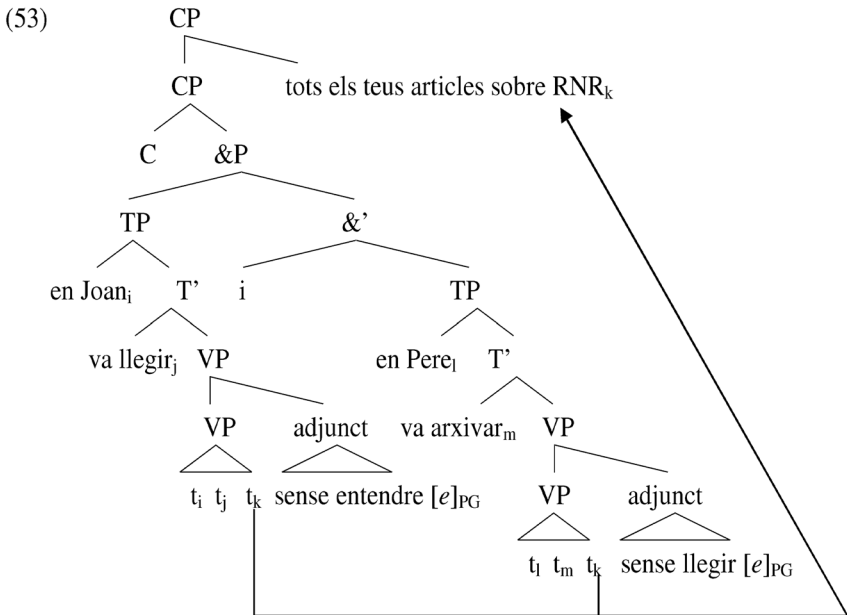 (53) CP
CP tots els teus articles sobre RNRₖ
C &P
TP &’
en Joanᵢ T’ i TP
va llegirⱼ VP en Pereₗ T’
VP adjunct va arxivarₘ VP
tᵢ tⱼ tₖ sense entendre [e]PG VP adjunct
tₗ tₘ tₖ sense llegir [e]PG